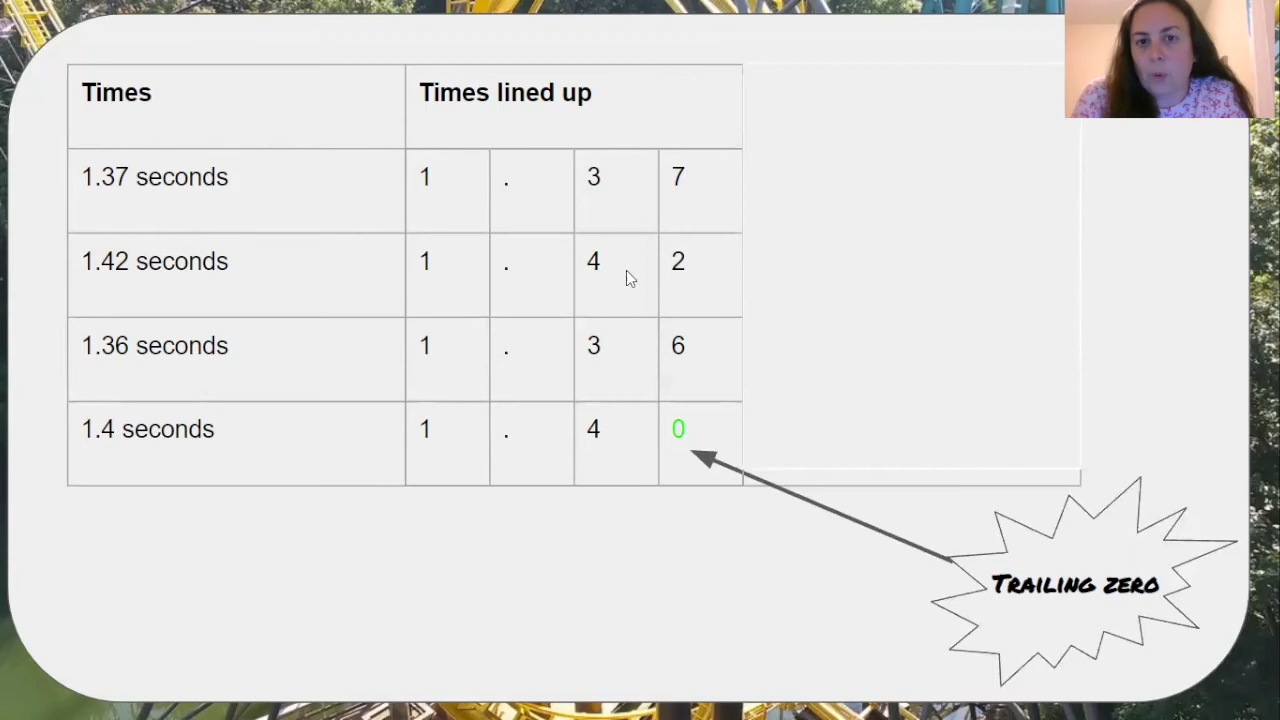 Times Times lined up
1.37 seconds 1 . 3 7
1.42 seconds 1 . 4 2
1.36 seconds 1 . 3 6
1.4 seconds 1 . 4 0
Trailing zero